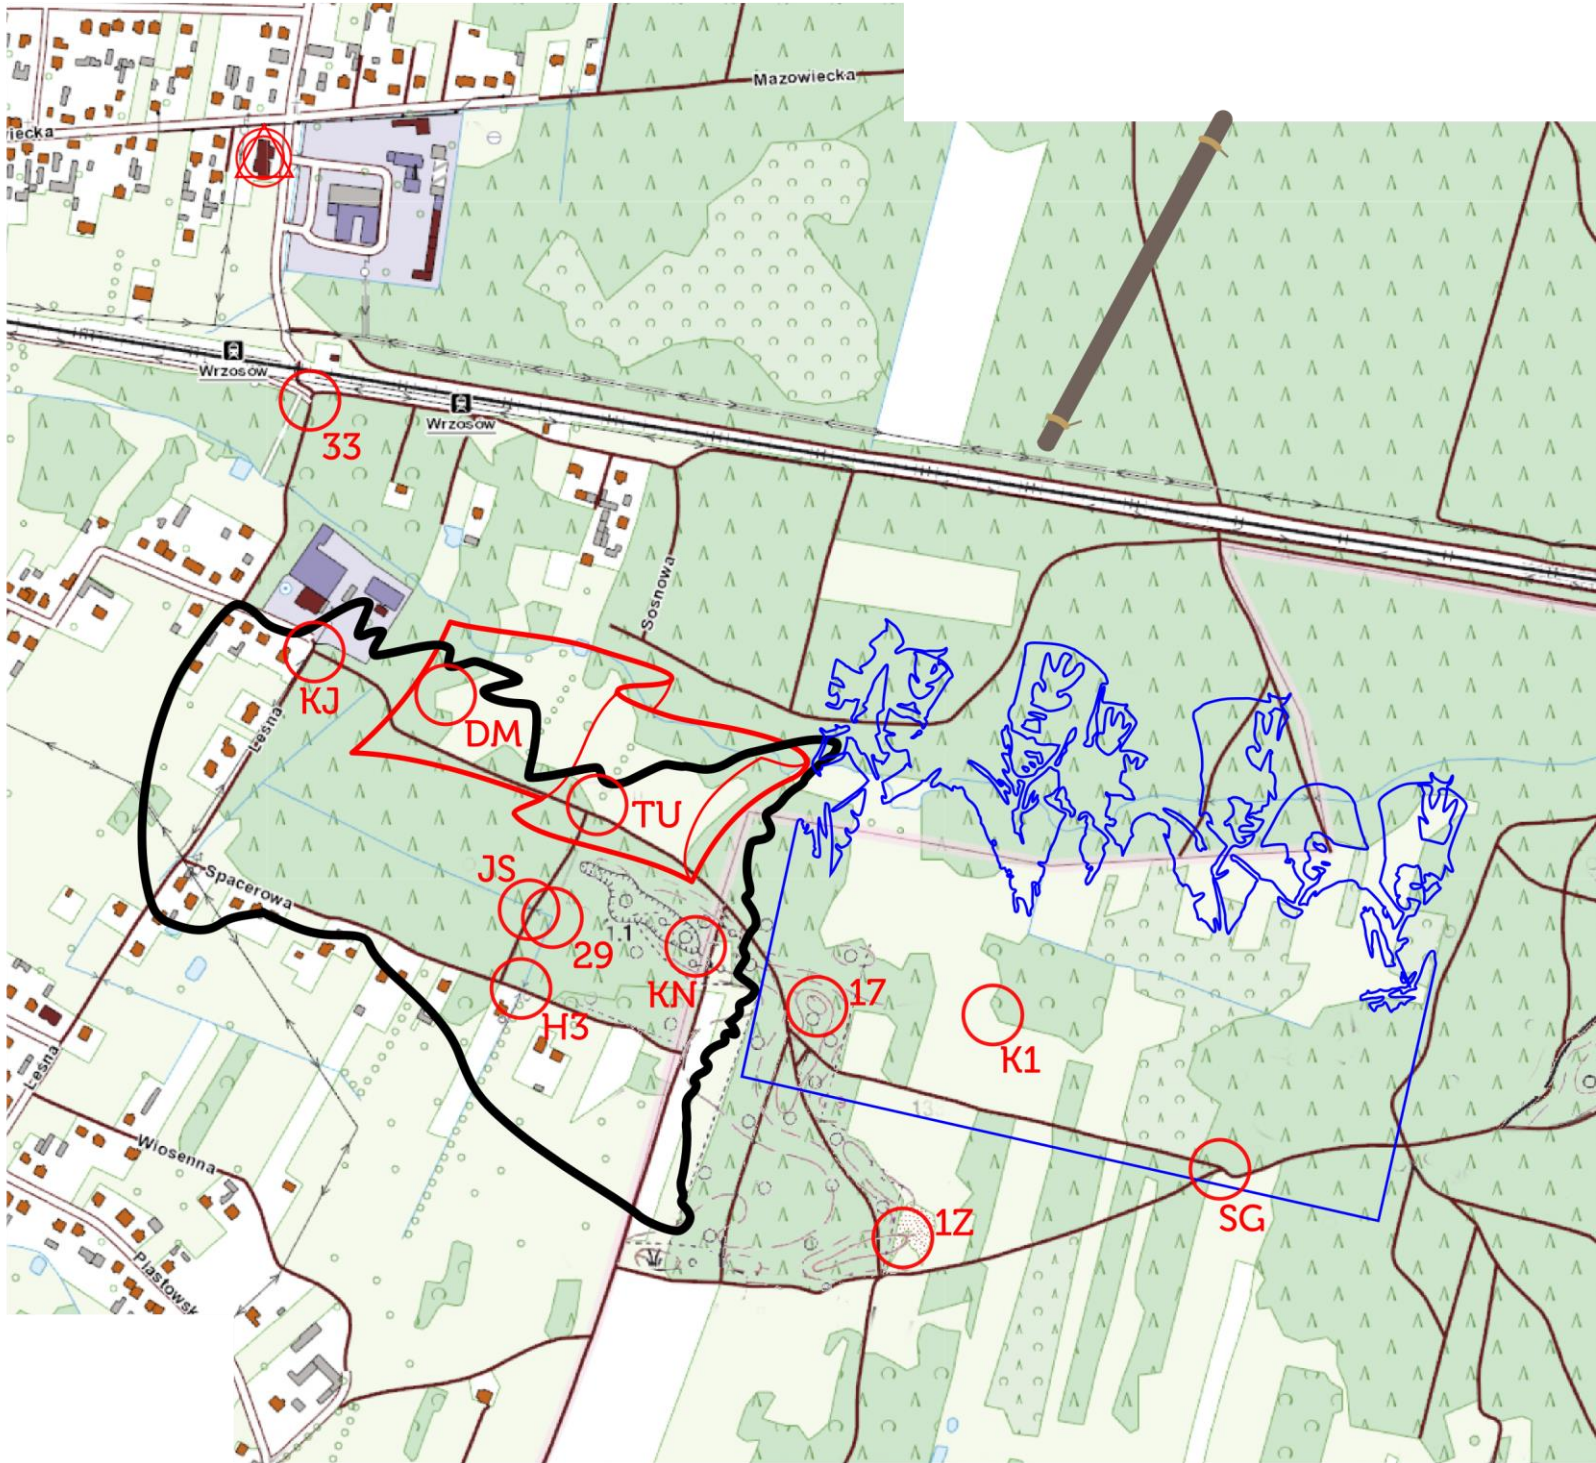 Mazowiecka
iecka
Wrzosów
Wrzosów
33
Sosnowa
KJ
DM
Leśna
TU
JS
Spacerowa
1.1
29
KN
17
H3
K1
Leśna
13
Wiosenna
1Z
SG
Piastowsk